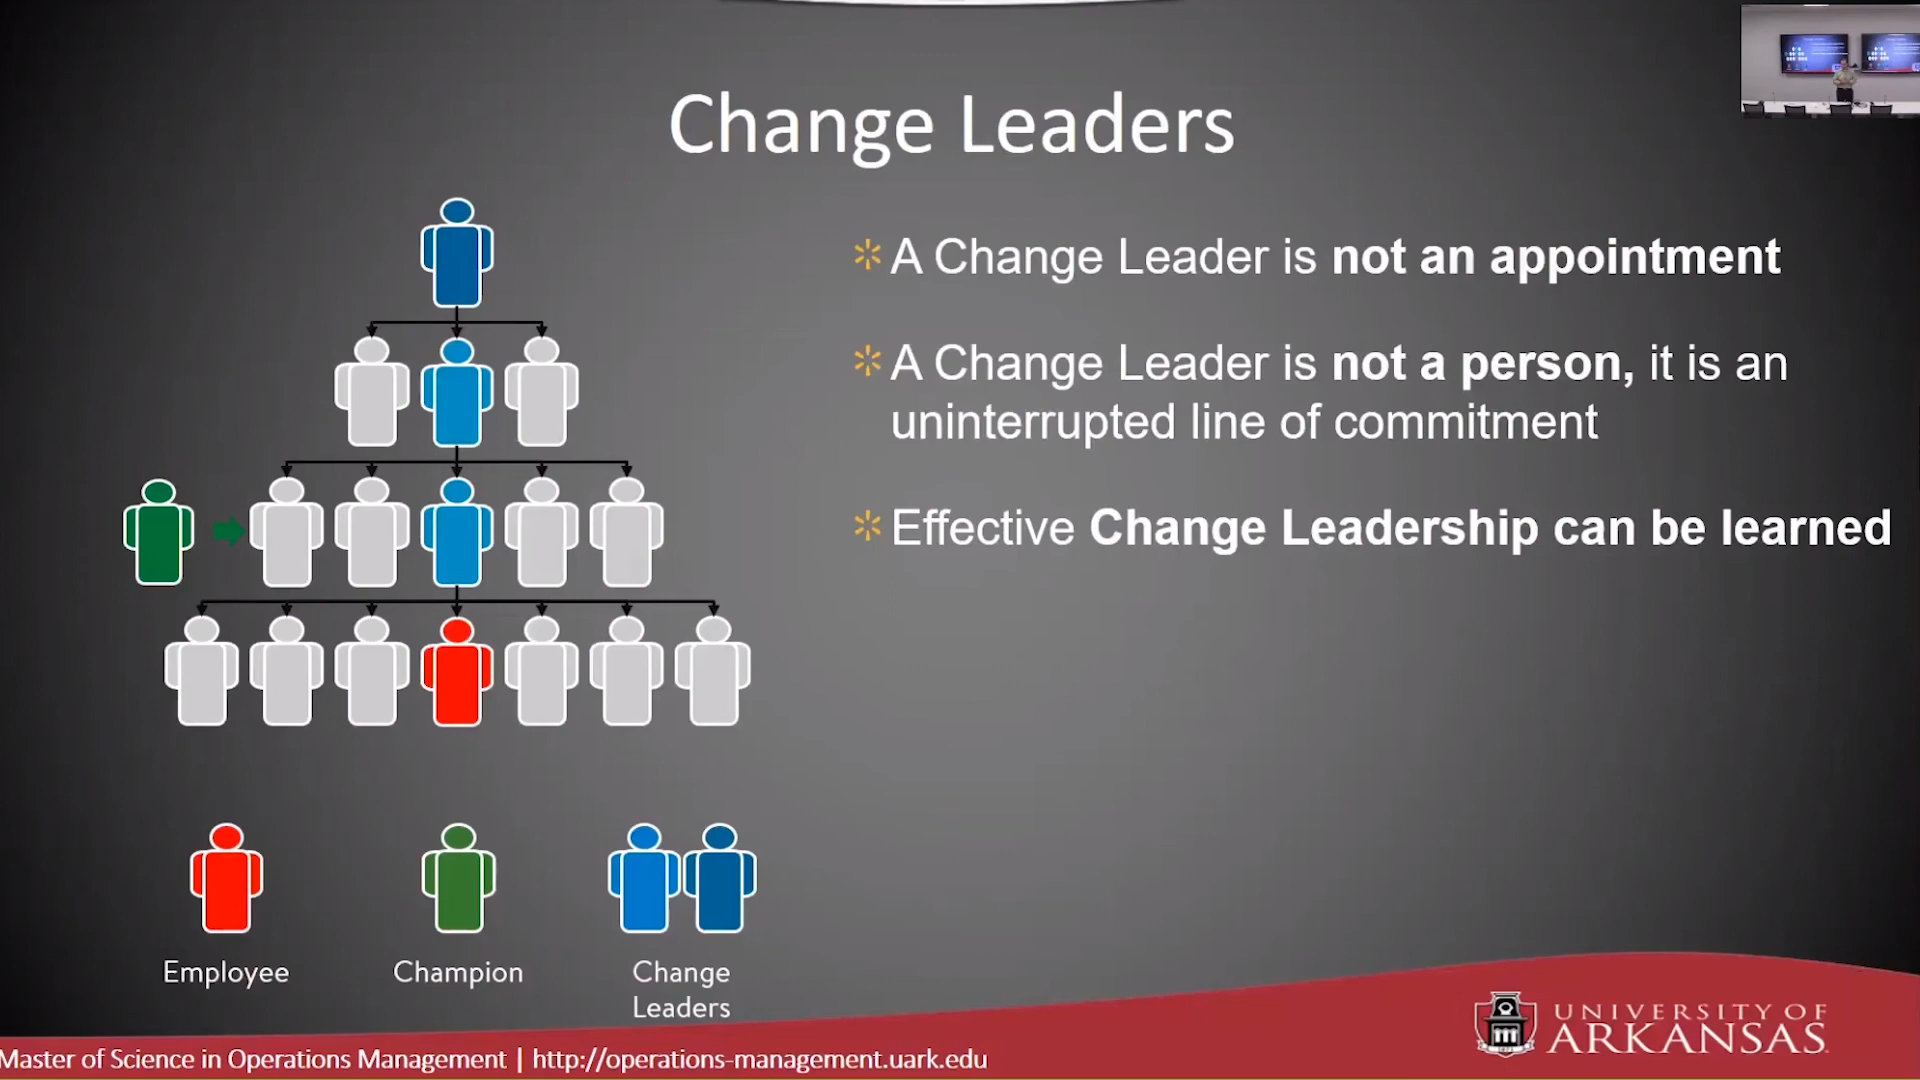 Change Leaders
A Change Leader is not an appointment
A Change Leader is not a person, it is an
uninterrupted line of commitment
Effective Change Leadership can be learned
Employee
Champion
Change
Leaders
UNIVERSITY OF
ARKANSAS
Master of Science in Operations Management | http://operations-management.uark.edu